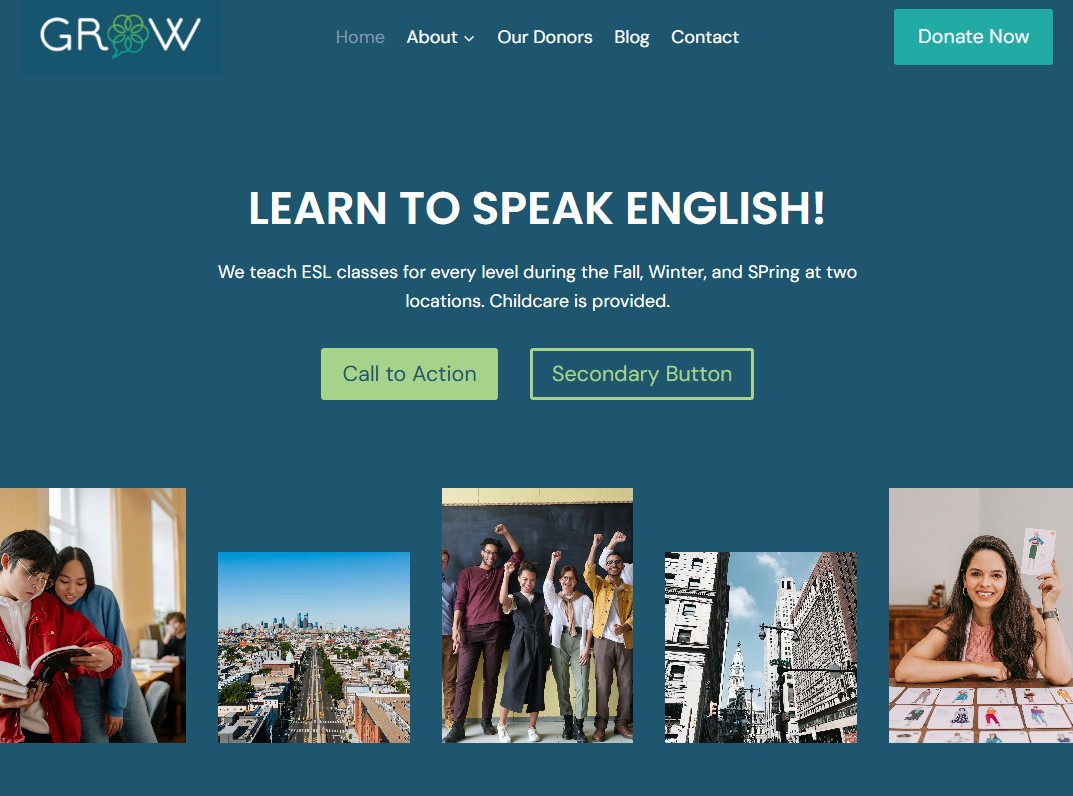 GROW
Home About Our Donors Blog Contact
Donate Now
LEARN TO SPEAK ENGLISH!
We teach ESL classes for every level during the Fall, Winter, and SPring at two
locations. Childcare is provided.
Call to Action
Secondary Button